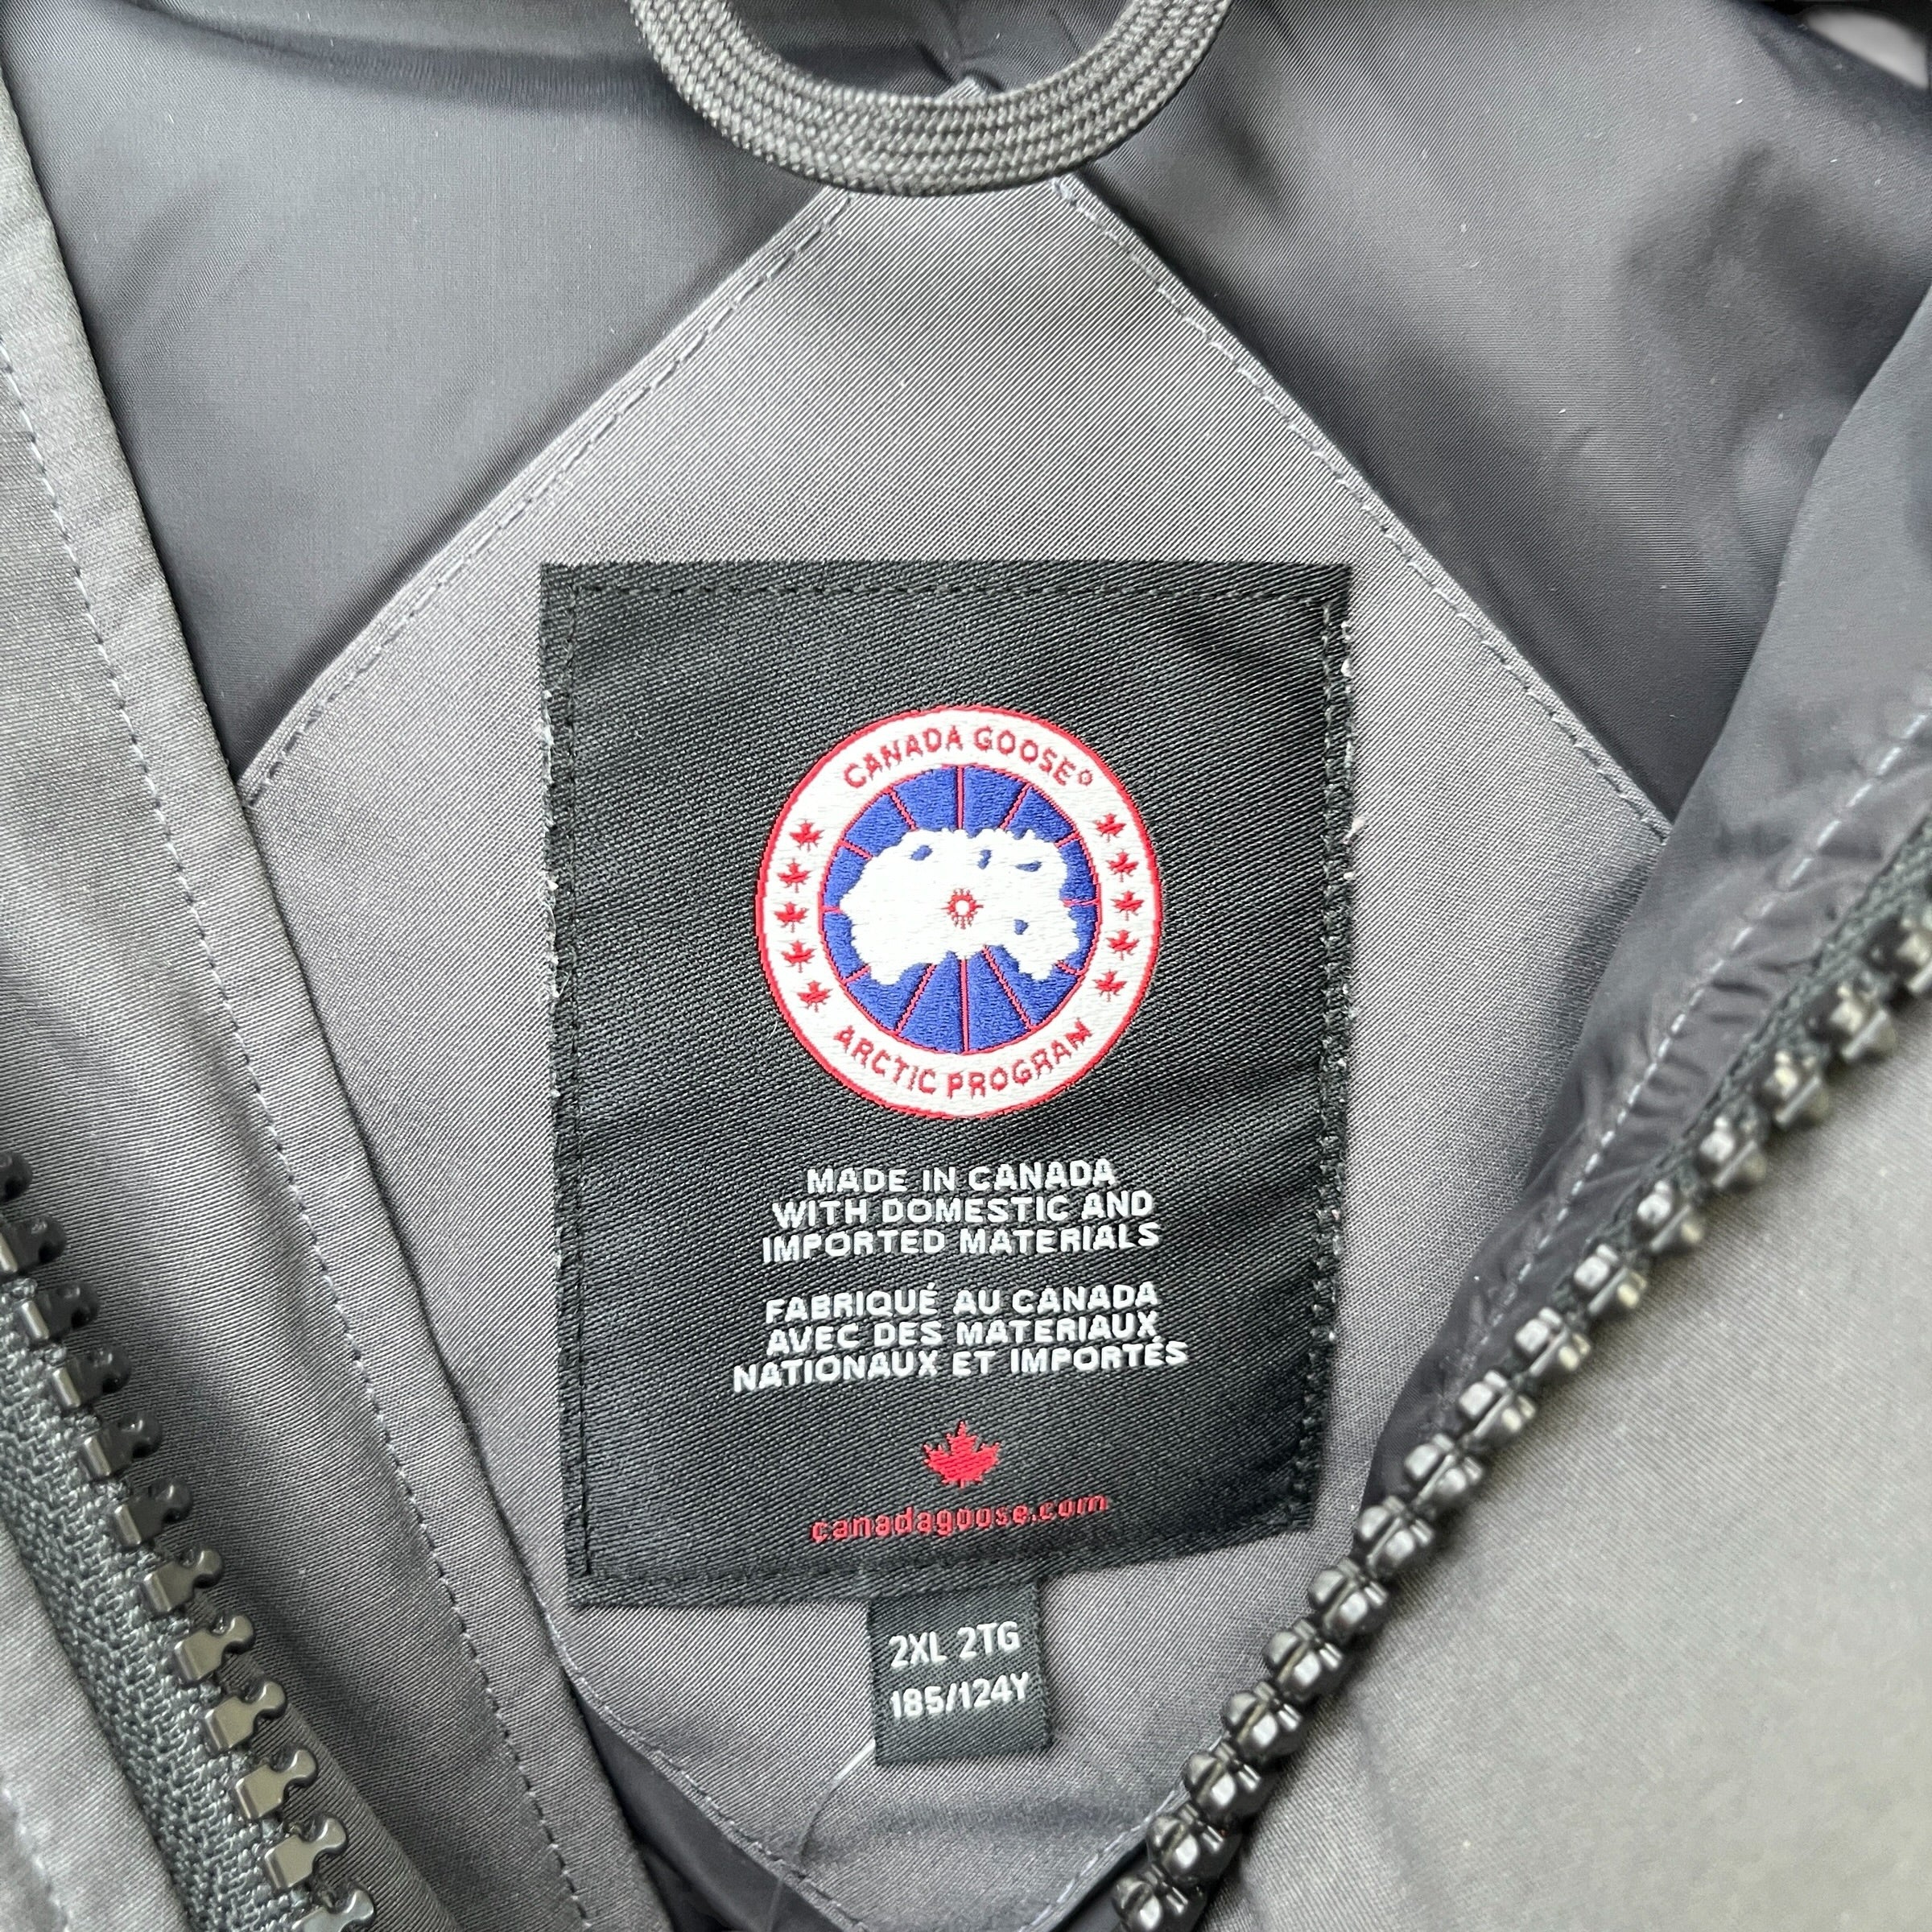 CANADA GOOSE
ARCTIC PROGRAM
MADE IN CANADA
WITH DOMESTIC AND
IMPORTED MATERIALS
FABRIQUÉ AU CANADA
AVEC DES MATERIAUX
NATIONAUX ET IMPORTÉS
canadagoose.com
2XL 2TG
185/124Y